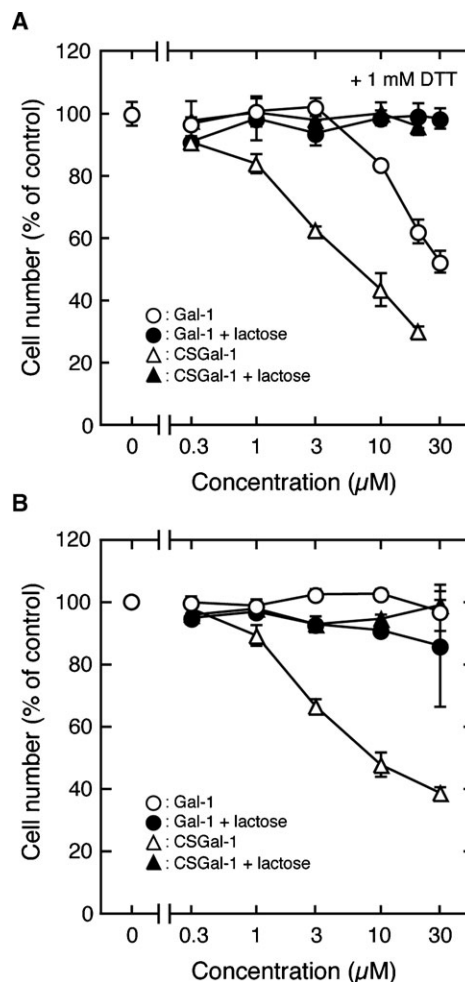 A
120
100
80
60
40
20
0
Cell number (% of control)
+ 1 mM DTT
: Gal-1
: Gal-1 + lactose
: CSGal-1
: CSGal-1 + lactose
0 0.3 1 3 10 30
Concentration (µM)
B
120
100
80
60
40
20
0
Cell number (% of control)
: Gal-1
: Gal-1 + lactose
: CSGal-1
: CSGal-1 + lactose
0 0.3 1 3 10 30
Concentration (µM)